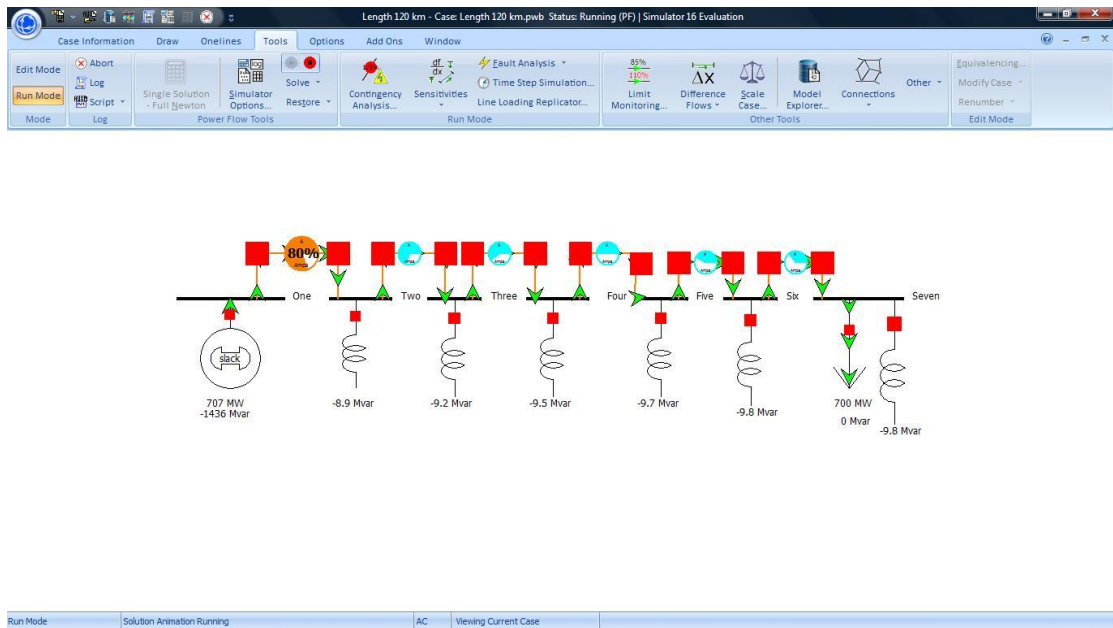 Length 120 km - Case: Length 120 km.pwb Status: Running (PF) | Simulator 16 Evaluation
Case Information Draw Onelines Tools Options Add Ons Window
Edit Mode
Run Mode
Mode
Abort
Log
Script
Log
Single Solution
- Full Newton
Simulator
Options...
Solve
Restore
Power Flow Tools
Contingency
Analysis...
Sensitivities
Fault Analysis
Time Step Simulation...
Line Loading Replicator...
Run Mode
85%
110%
Limit
Monitoring...
ΔX
Difference
Flows
Scale
Case...
Model
Explorer...
Connections
Other
Other Tools
Equivalencing...
Modify Case
Renumber
Edit Mode
80%
Amps
One Two Three Four Five Six Seven
slack
707 MW
-1436 Mvar
-8.9 Mvar
-9.2 Mvar
-9.5 Mvar
-9.7 Mvar
-9.8 Mvar
700 MW
0 Mvar
-9.8 Mvar
Run Mode Solution Animation Running AC Viewing Current Case